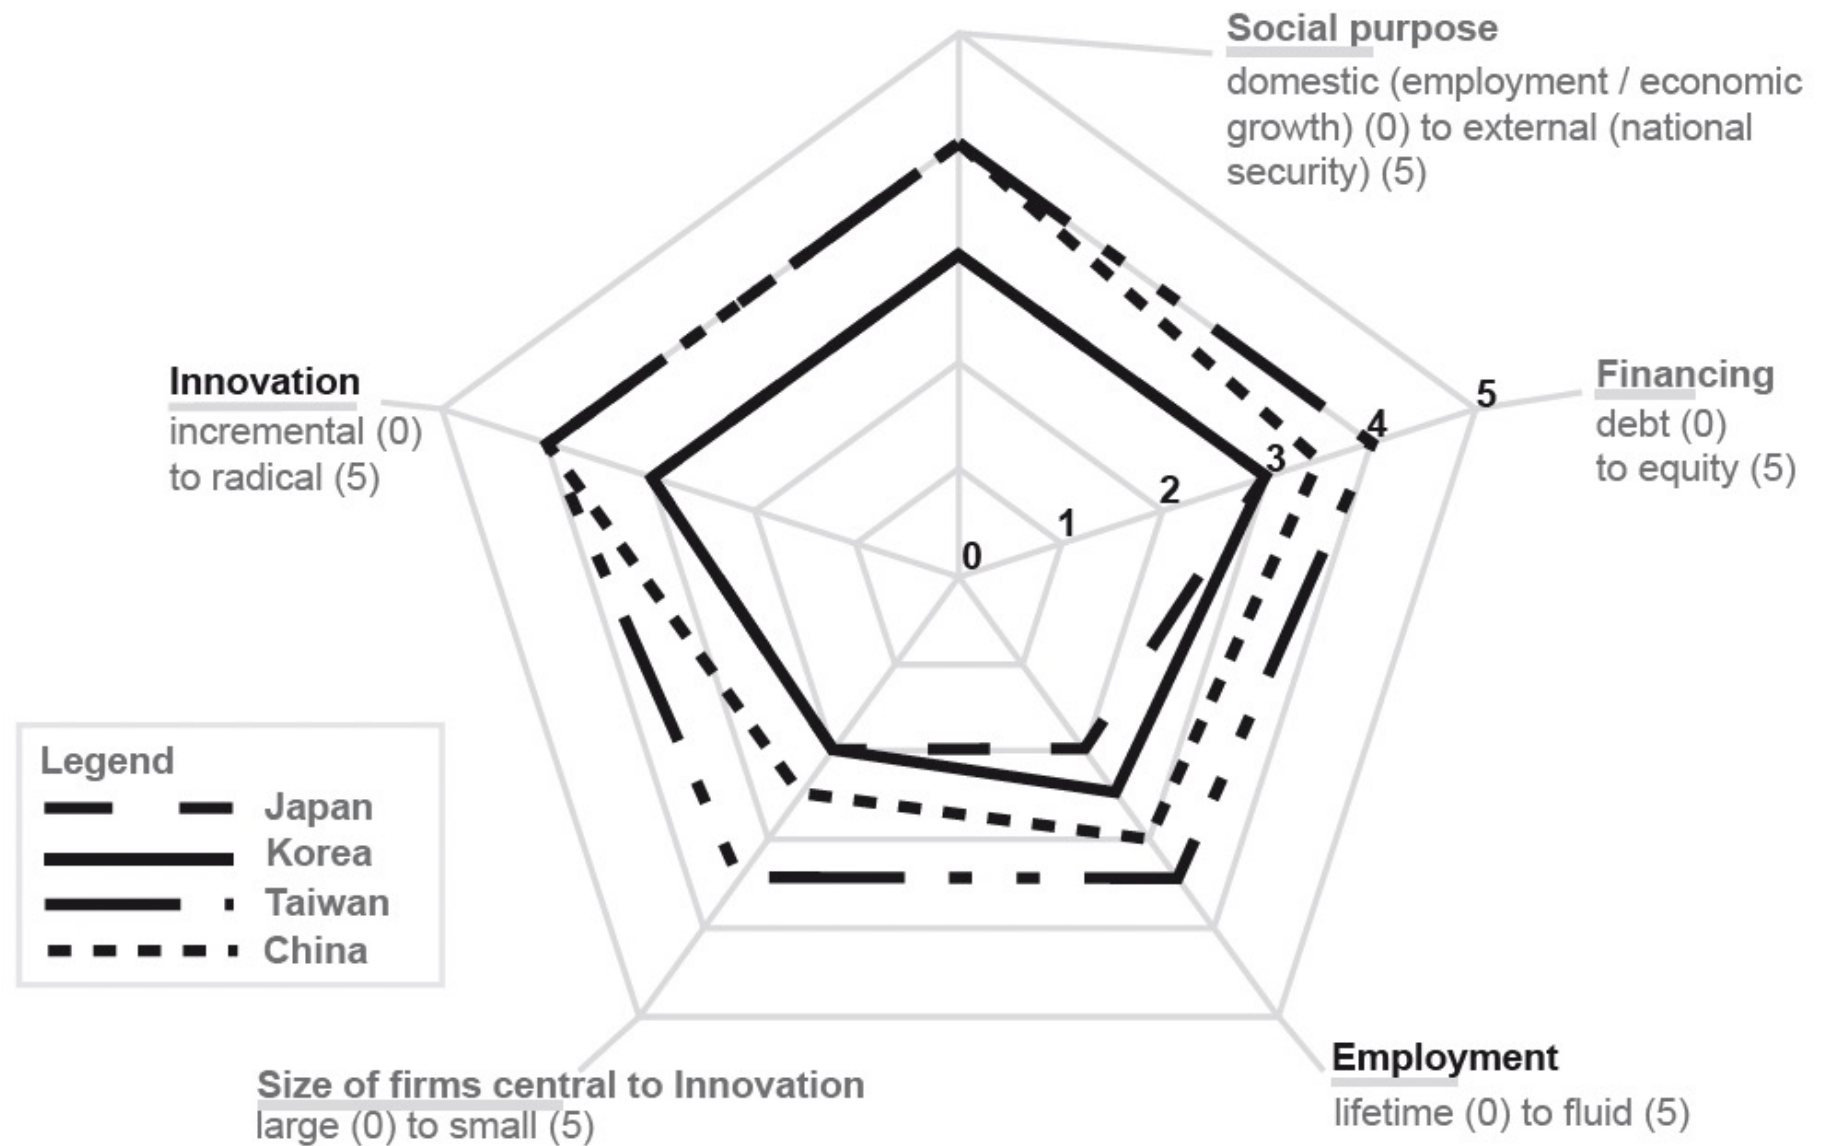 Social purpose
domestic (employment / economic
growth) (0) to external (national
security) (5)
Financing
debt (0)
to equity (5)
Innovation
incremental (0)
to radical (5)
5
4
3
2
1
0
Legend
Japan
Korea
Taiwan
China
Employment
lifetime (0) to fluid (5)
Size of firms central to Innovation
large (0) to small (5)